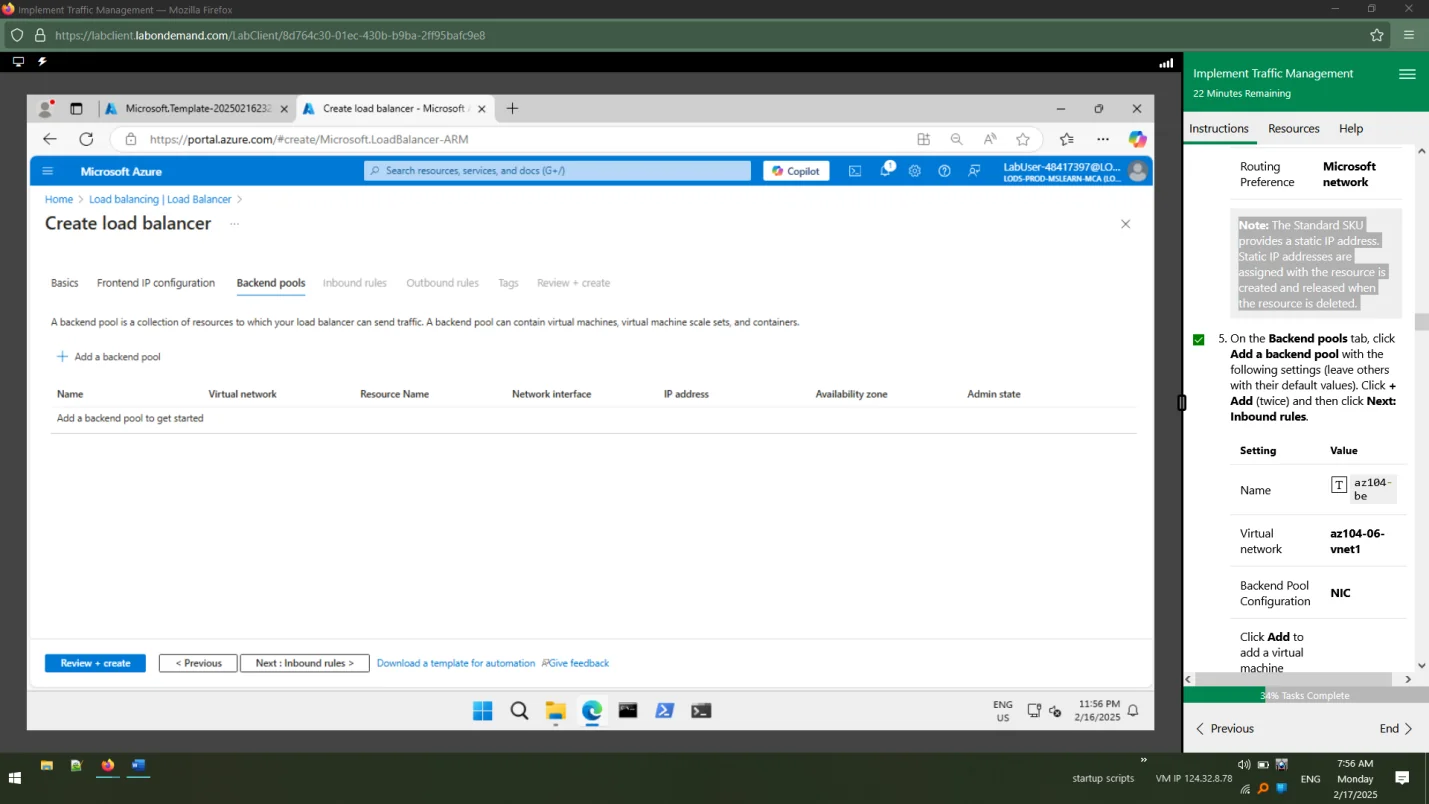 Implement Traffic Management — Mozilla Firefox
https://labclient.labondemand.com/LabClient/8d764c30-01ec-430b-b9ba-2ff95bafc9e8
Microsoft.Template-20250216232
Create load balancer - Microsoft A
https://portal.azure.com/#create/Microsoft.LoadBalancer-ARM
Microsoft Azure
Search resources, services, and docs (G+/)
Copilot
1
LabUser-48417397@LO...
LODS-PROD-MSLEARN-MCA (LO...
Home > Load balancing | Load Balancer >
Create load balancer ...
Basics Frontend IP configuration Backend pools Inbound rules Outbound rules Tags Review + create
A backend pool is a collection of resources to which your load balancer can send traffic. A backend pool can contain virtual machines, virtual machine scale sets, and containers.
+ Add a backend pool
Name Virtual network Resource Name Network interface IP address Availability zone Admin state
Add a backend pool to get started
Review + create
< Previous
Next : Inbound rules >
Download a template for automation
Give feedback
ENG
US
11:56 PM
2/16/2025
Implement Traffic Management
22 Minutes Remaining
Instructions Resources Help
Routing
Preference
Microsoft
network
Note: The Standard SKU
provides a static IP address.
Static IP addresses are
assigned with the resource is
created and released when
the resource is deleted.
5. On the Backend pools tab, click
Add a backend pool with the
following settings (leave others
with their default values). Click +
Add (twice) and then click Next:
Inbound rules.
Setting Value
Name
T az104-
be
Virtual
network
az104-06-
vnet1
Backend Pool
Configuration
NIC
Click Add to
add a virtual
machine
34% Tasks Complete
< Previous
End >
startup scripts
VM IP 124.32.8.78
ENG
7:56 AM
Monday
2/17/2025